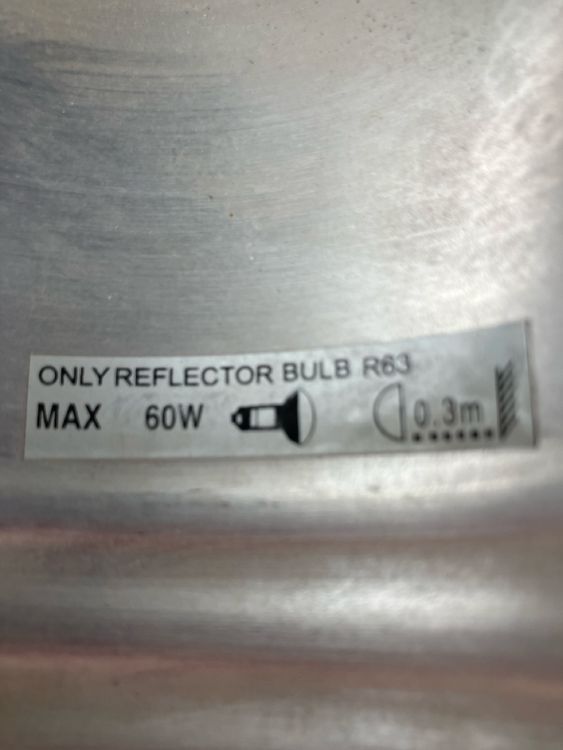 ONLY REFLECTOR BULB R63
MAX 60W 0.3m